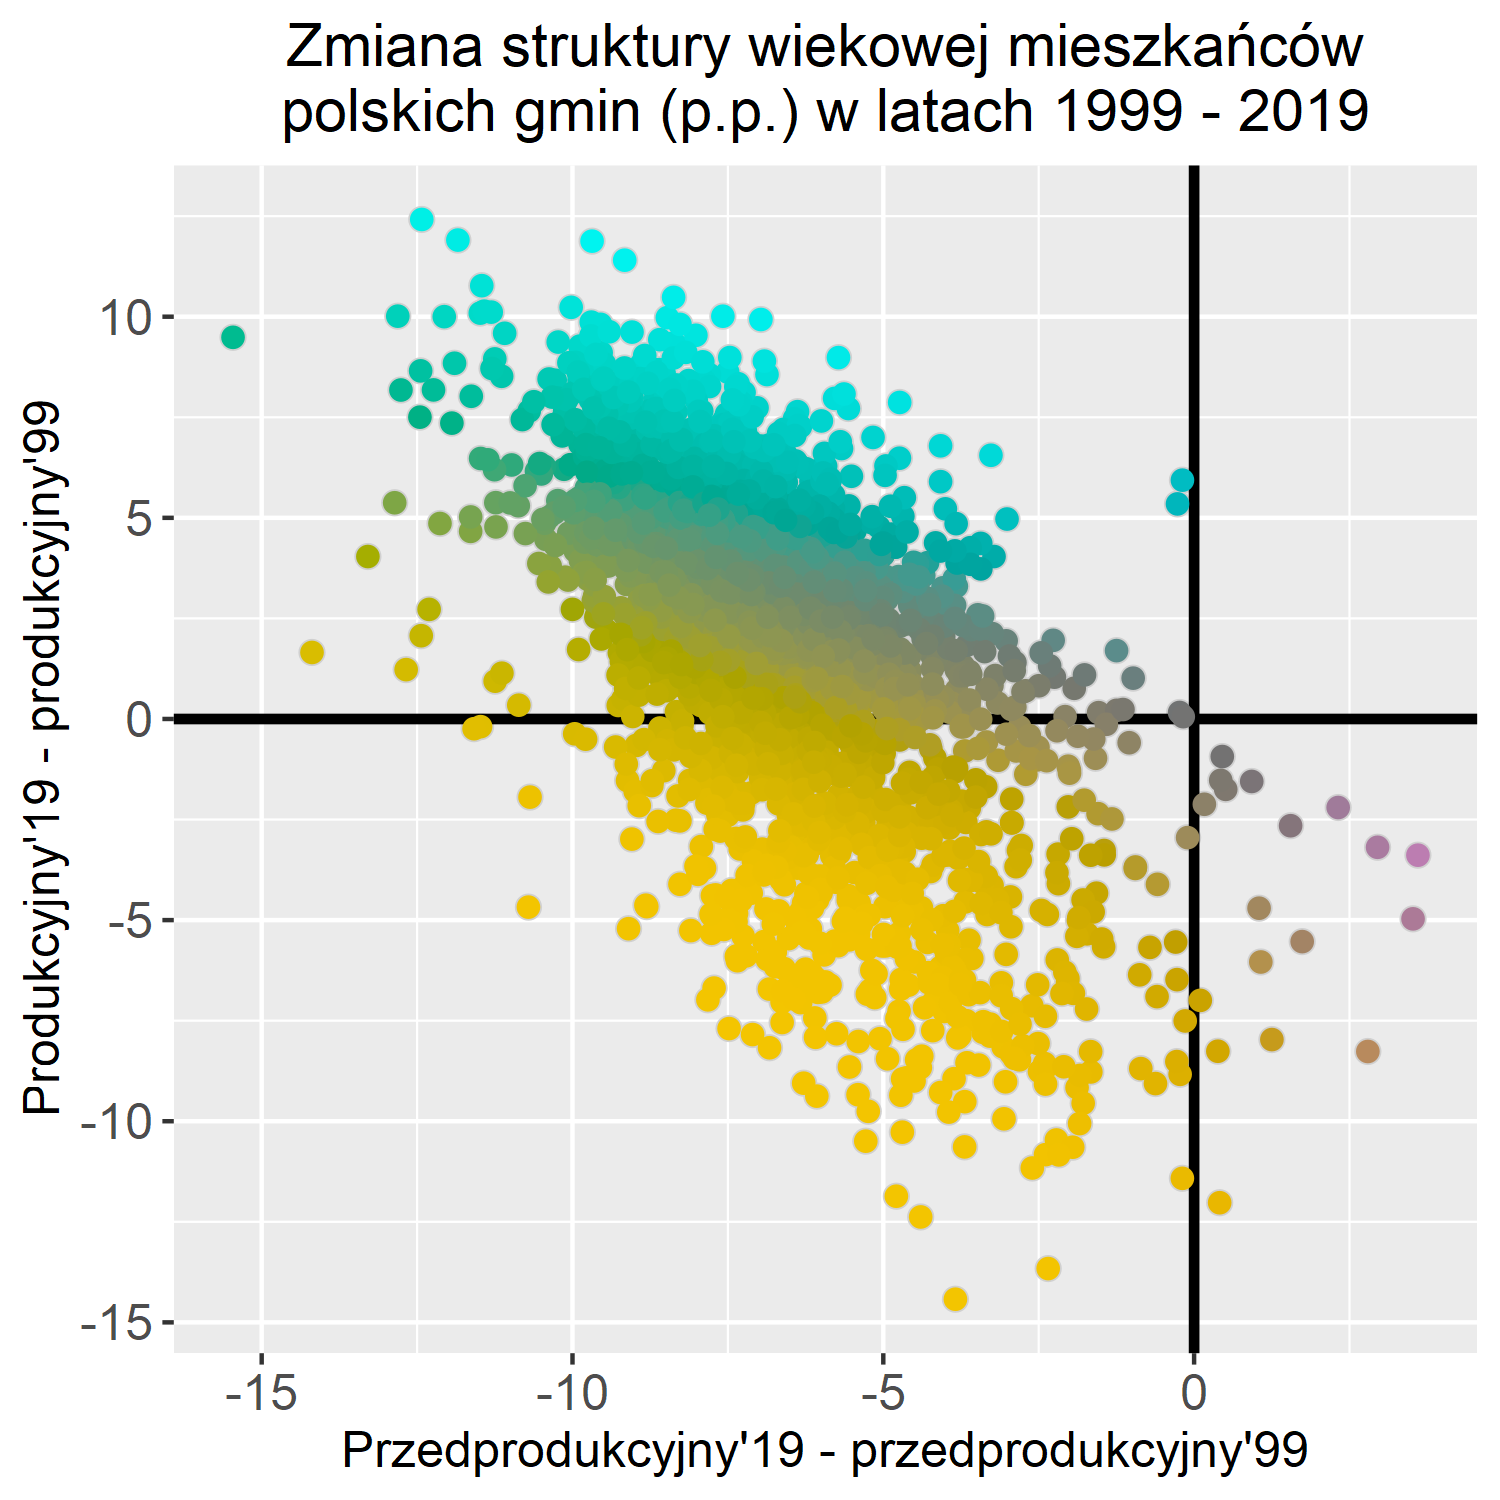 Zmiana struktury wiekowej mieszkańców
polskich gmin (p.p.) w latach 1999 - 2019
Produkcyjny'19 - produkcyjny'99
10
5
0
-5
-10
-15
-15
-10
-5
0
Przedprodukcyjny'19 - przedprodukcyjny'99